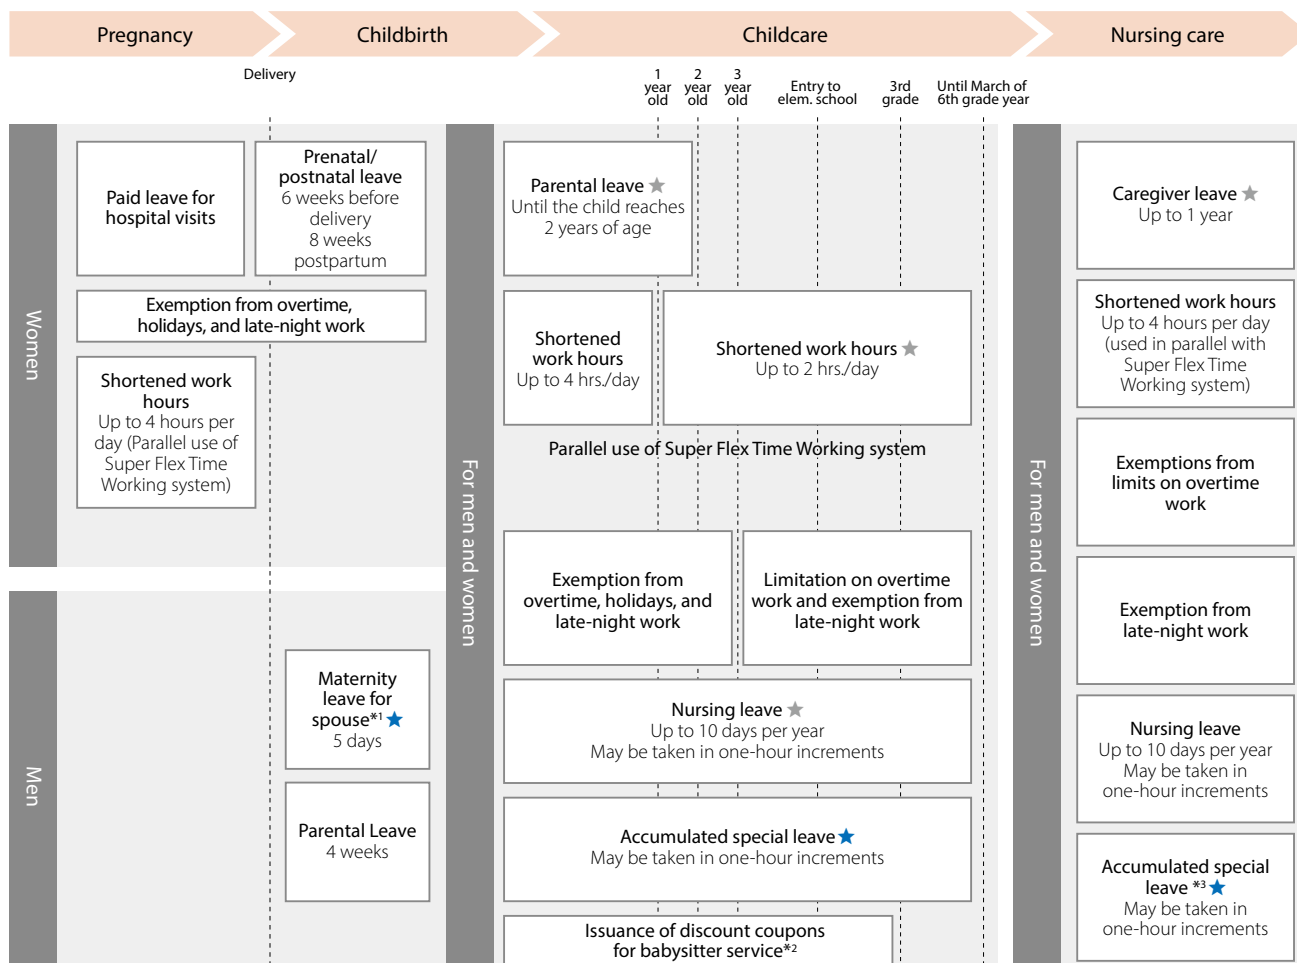 Pregnancy
Childbirth
Childcare
Nursing care
Delivery
1
year
old
2
year
old
3
year
old
Entry to
elem. school
3rd
grade
Until March of
6th grade year
Women
Paid leave for
hospital visits
Prenatal/
postnatal leave
6 weeks before
delivery
8 weeks
postpartum
Exemption from overtime,
holidays, and late-night work
Shortened work
hours
Up to 4 hours per
day (Parallel use of
Super Flex Time
Working system)
Men
Maternity
leave for
spouse*1 ★
5 days
Parental Leave
4 weeks
For men and women
Parental leave ★
Until the child reaches
2 years of age
Shortened
work hours
Up to 4 hrs./day
Shortened work hours ★
Up to 2 hrs./day
Parallel use of Super Flex Time Working system
Exemption from
overtime, holidays, and
late-night work
Limitation on overtime
work and exemption from
late-night work
Nursing leave ★
Up to 10 days per year
May be taken in one-hour increments
Accumulated special leave ★
May be taken in one-hour increments
Issuance of discount coupons
for babysitter service*2
For men and women
Caregiver leave ★
Up to 1 year
Shortened work hours
Up to 4 hours per day
(used in parallel with
Super Flex Time
Working system)
Exemptions from
limits on overtime
work
Exemption from
late-night work
Nursing leave
Up to 10 days per year
May be taken in
one-hour increments
Accumulated special
leave *3 ★
May be taken in
one-hour increments